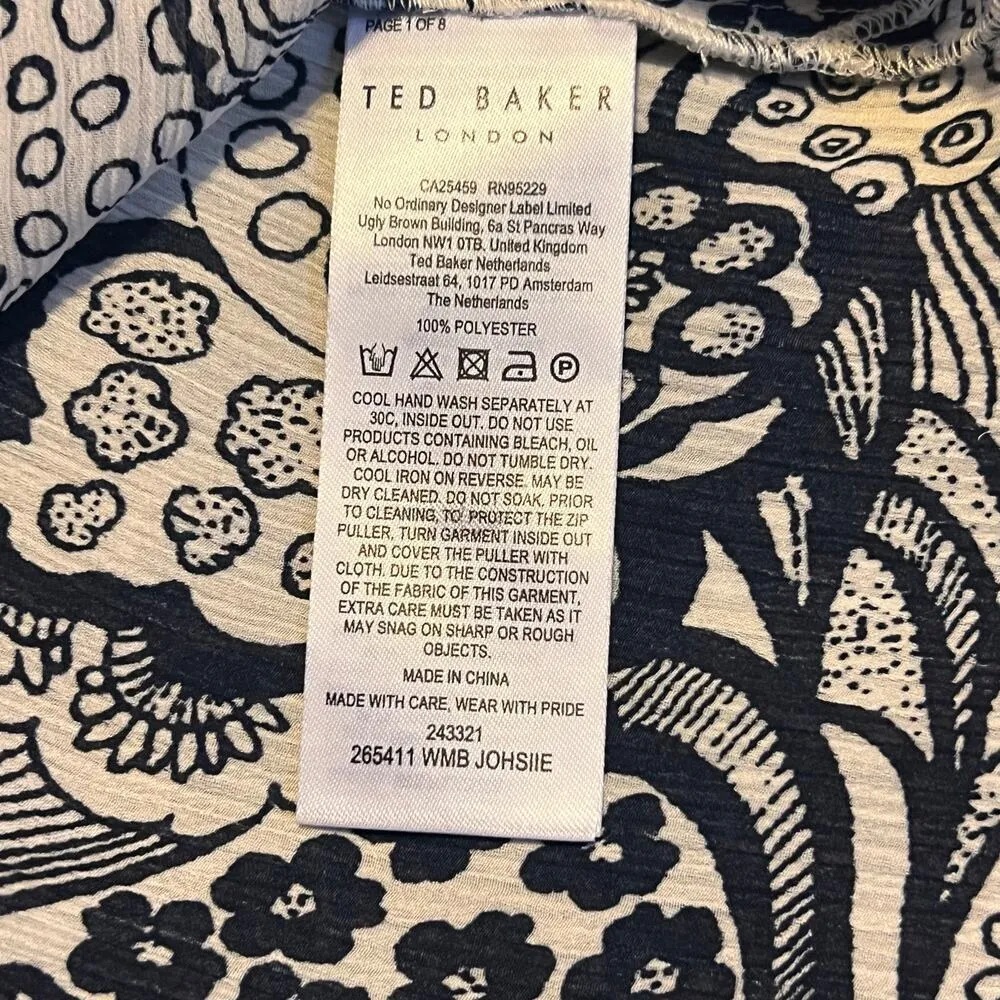 PAGE 1 OF 8
TED BAKER
LONDON
CA25459 RN95229
No Ordinary Designer Label Limited
Ugly Brown Building, 6a St Pancras Way
London NW1 0TB. United Kingdom
Ted Baker Netherlands
Leidsestraat 64, 1017 PD Amsterdam
The Netherlands
100% POLYESTER
P
COOL HAND WASH SEPARATELY AT
30C, INSIDE OUT. DO NOT USE
PRODUCTS CONTAINING BLEACH, OIL
OR ALCOHOL. DO NOT TUMBLE DRY.
COOL IRON ON REVERSE. MAY BE
DRY CLEANED. DO NOT SOAK. PRIOR
TO CLEANING, TO PROTECT THE ZIP
PULLER, TURN GARMENT INSIDE OUT
AND COVER THE PULLER WITH
CLOTH. DUE TO THE CONSTRUCTION
OF THE FABRIC OF THIS GARMENT,
EXTRA CARE MUST BE TAKEN AS IT
MAY SNAG ON SHARP OR ROUGH
OBJECTS.
MADE IN CHINA
MADE WITH CARE, WEAR WITH PRIDE
243321
265411 WMB JOHSIIE